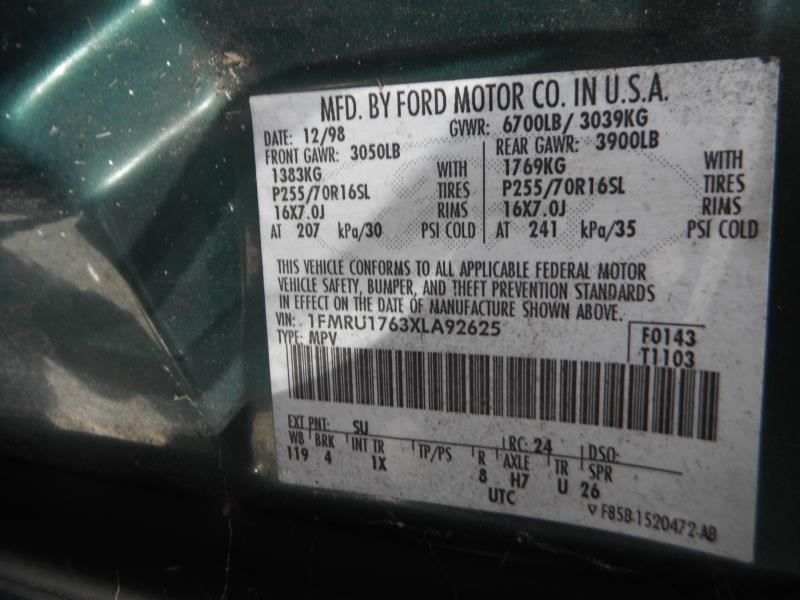 MFD. BY FORD MOTOR CO. IN U.S.A.
DATE: 12/98 GVWR: 6700LB/ 3039KG
FRONT GAWR: 3050LB REAR GAWR: 3900LB
1383KG WITH 1769KG WITH
P255/70R16SL TIRES P255/70R16SL TIRES
16X7.0J RIMS 16X7.0J RIMS
AT 207 kPa/30 PSI COLD AT 241 kPa/35 PSI COLD
THIS VEHICLE CONFORMS TO ALL APPLICABLE FEDERAL MOTOR
VEHICLE SAFETY, BUMPER, AND THEFT PREVENTION STANDARDS
IN EFFECT ON THE DATE OF MANUFACTURE SHOWN ABOVE.
VIN: 1FMRU1763XLA92625 F0143
TYPE: MPV T1103
EXT PNT: SU RC: 24 DSO:
WB BRK INT TR TP/PS R AXLE TR SPR
119 4 1X 8 H7 U 26
UTC
F85B-1520472-AB